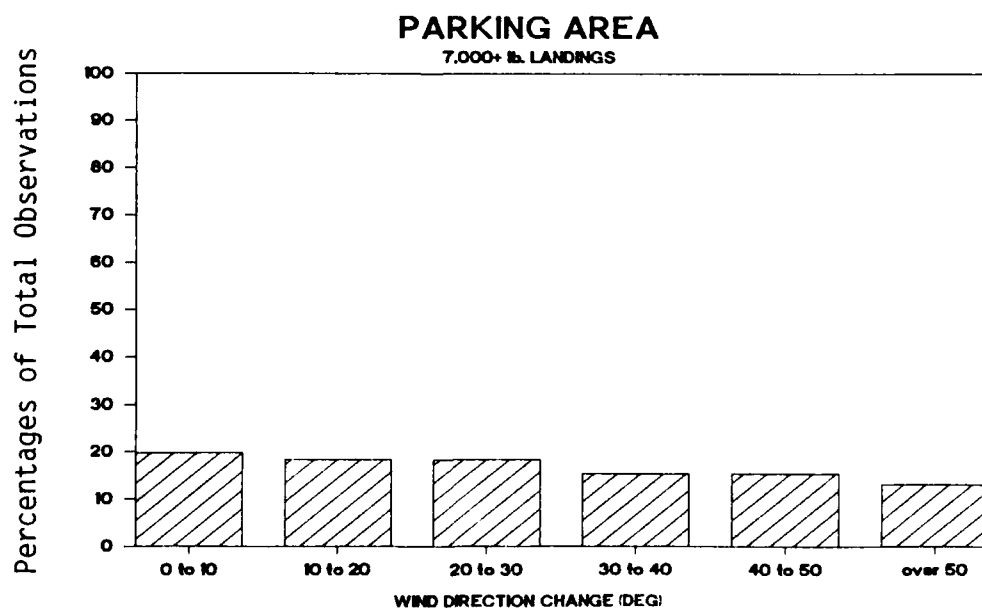 PARKING AREA
7,000+ lb. LANDINGS
Percentages of Total Observations
100
90
80
70
60
50
40
30
20
10
0
0 to 10 10 to 20 20 to 30 30 to 40 40 to 50 over 50
WIND DIRECTION CHANGE (DEG)